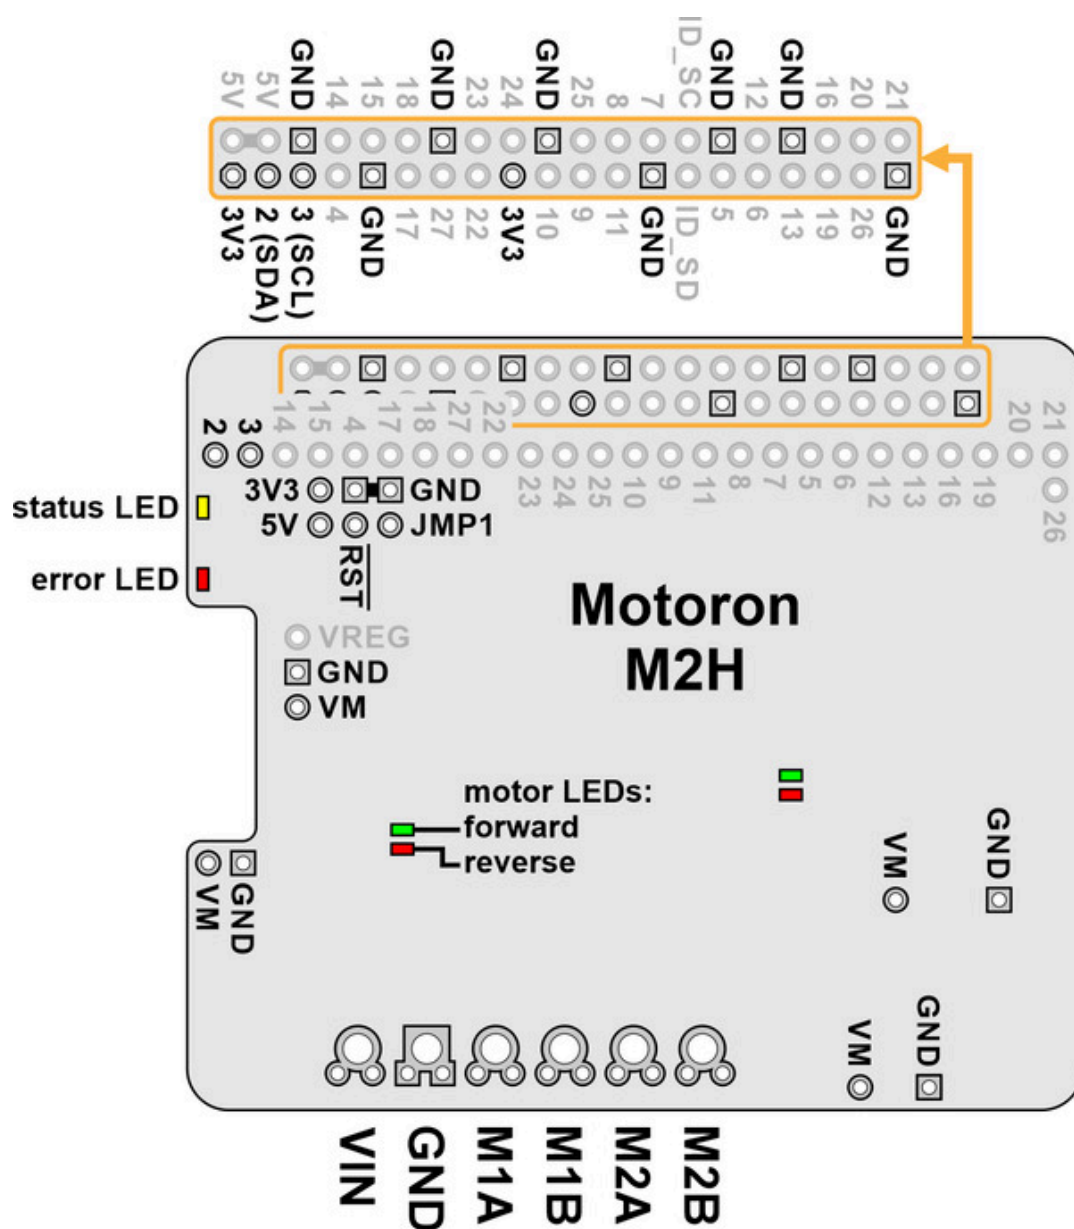 5V 5V GND 14 15 18 GND 23 24 GND 25 8 7 ID_SC GND 12 GND 16 20 21
3V3 2 (SDA) 3 (SCL) 4 GND 17 27 22 3V3 10 9 11 GND ID_SD 5 6 13 19 26 GND
2 3 14 15 4 17 18 27 22 20 21
23 24 25 10 9 11 8 7 5 6 12 13 16 19 26
3V3 GND
status LED
5V JMP1
RST
error LED
Motoron
M2H
VREG
GND
VM
motor LEDs:
forward
reverse
VM GND
VM GND
VM GND
VIN GND M1A M1B M2A M2B